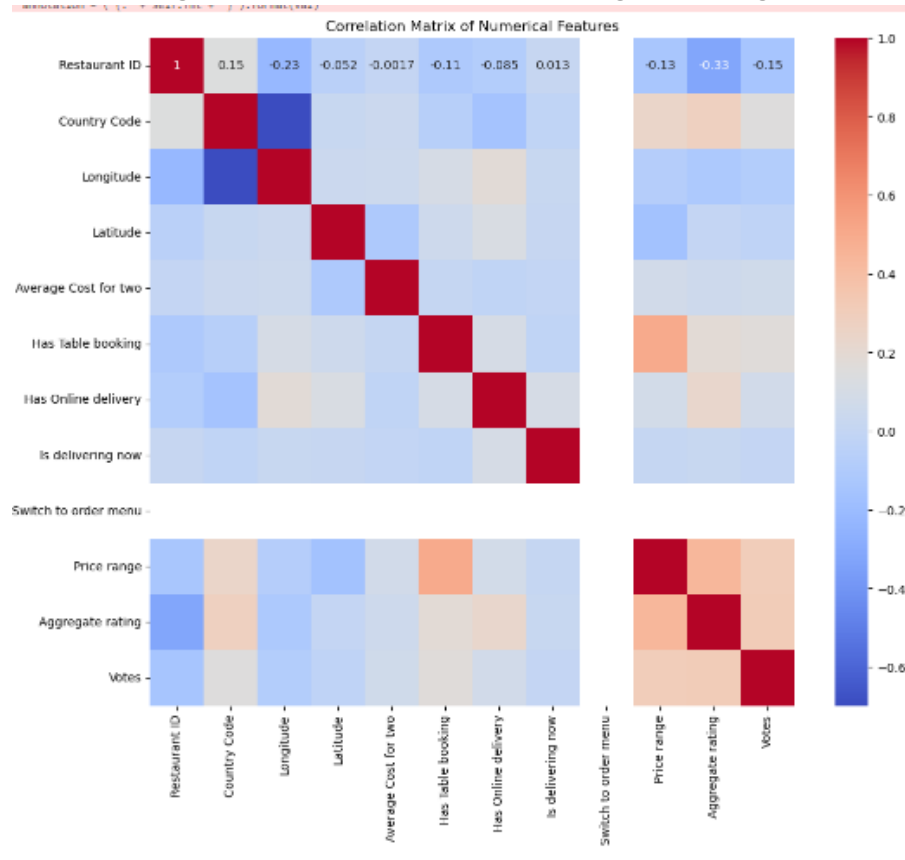 annotation = ("{:" + self.fmt + "}").format(val)
Correlation Matrix of Numerical Features
Restaurant ID
1 0.15 -0.23 -0.052 -0.0017 -0.11 -0.085 0.013 -0.13 -0.33 -0.15
Country Code
Longitude
Latitude
Average Cost for two
Has Table booking
Has Online delivery
Is delivering now
Switch to order menu
Price range
Aggregate rating
Votes
Restaurant ID
Country Code
Longitude
Latitude
Average Cost for two
Has Table booking
Has Online delivery
Is delivering now
Switch to order menu
Price range
Aggregate rating
Votes
1.0
0.8
0.6
0.4
0.2
0.0
-0.2
-0.4
-0.6